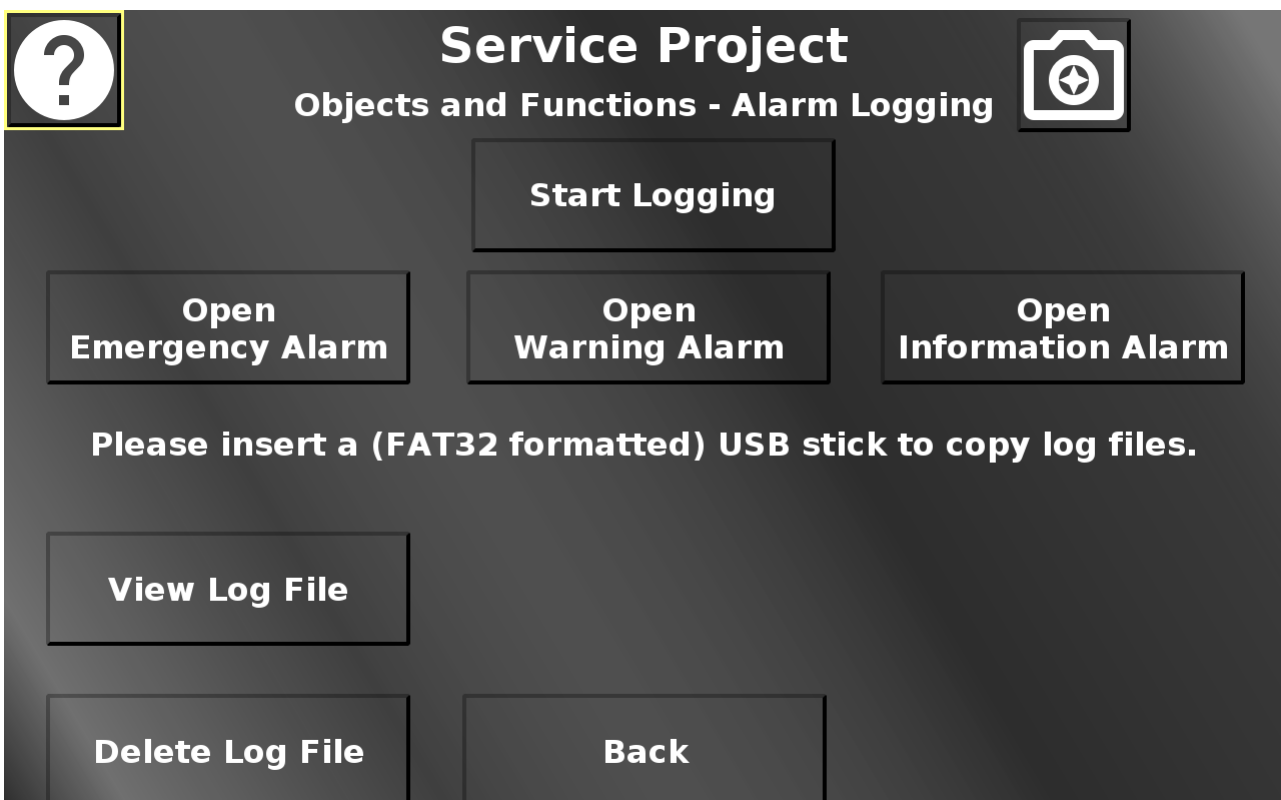 ?
Service Project
Objects and Functions - Alarm Logging
Start Logging
Open
Emergency Alarm
Open
Warning Alarm
Open
Information Alarm
Please insert a (FAT32 formatted) USB stick to copy log files.
View Log File
Delete Log File
Back